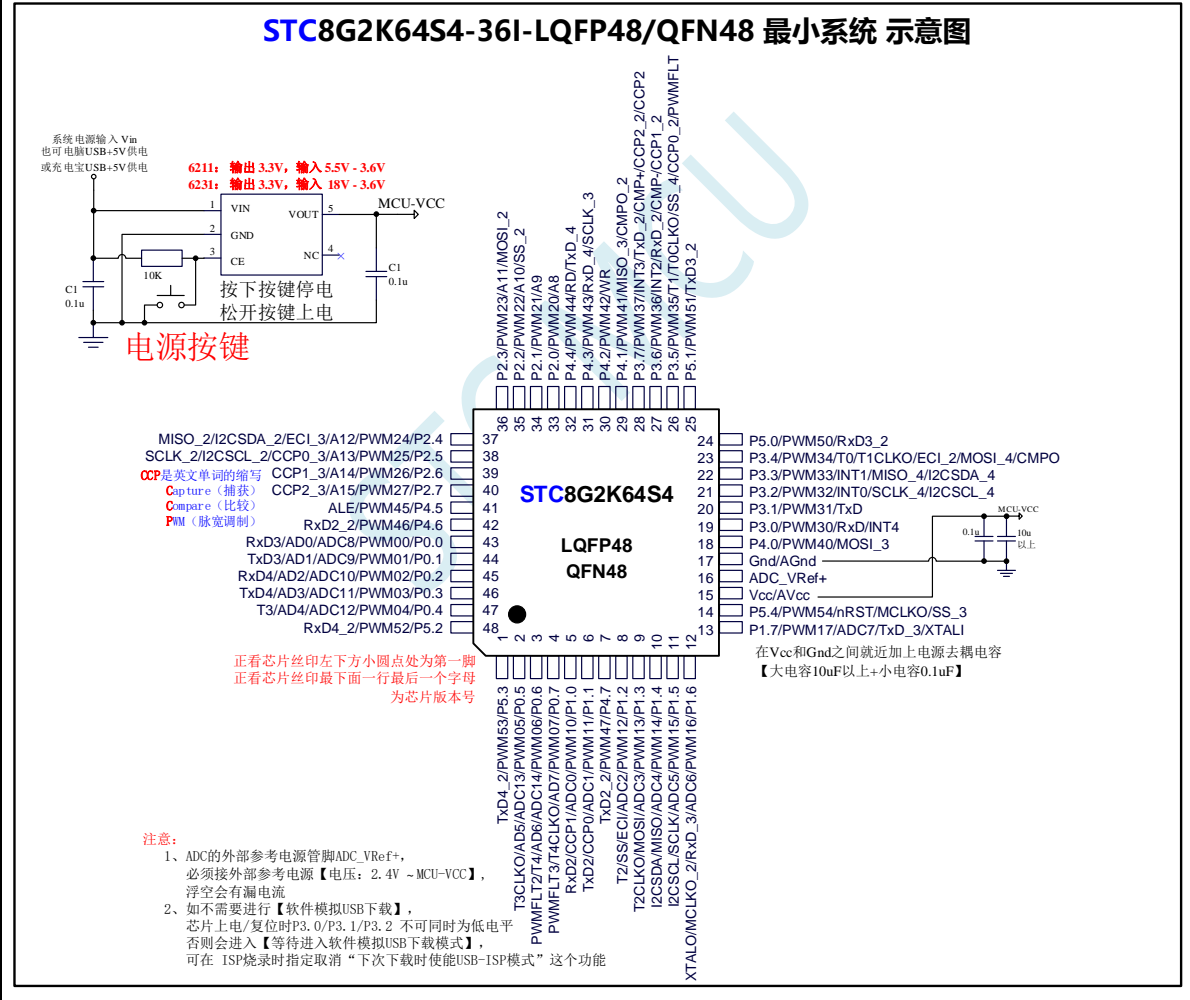 STC8G2K64S4-36I-LQFP48/QFN48 最小系统 示意图
系统电源输入 Vin
也可电脑USB+5V供电
或充电宝USB+5V供电
6211： 输出 3.3V，输入 5.5V - 3.6V
6231： 输出 3.3V，输入 18V - 3.6V
1
VIN
VOUT
5
MCU-VCC
2
GND
3
CE
NC
4
10K
C1
0.1u
C1
0.1u
按下按键停电
松开按键上电
电源按键
P2.3/PWM23/A11/MOSI_2
P2.2/PWM22/A10/SS_2
P2.1/PWM21/A9
P2.0/PWM20/A8
P4.4/PWM44/RD/TxD_4
P4.3/PWM43/RxD_4/SCLK_3
P4.2/PWM42/WR
P4.1/PWM41/MISO_3/CMPO_2
P3.7/PWM37/INT3/TxD_2/CMP+/CCP2_2/CCP2
P3.6/PWM36/INT2/RxD_2/CMP-/CCP1_2
P3.5/PWM35/T1/T0CLKO/SS_4/CCP0_2/PWMFLT
P5.1/PWM51/TxD3_2
36
35
34
33
32
31
30
29
28
27
26
25
MISO_2/I2CSDA_2/ECI_3/A12/PWM24/P2.4
37
SCLK_2/I2CSCL_2/CCP0_3/A13/PWM25/P2.5
38
CCP1_3/A14/PWM26/P2.6
39
CCP2_3/A15/PWM27/P2.7
40
ALE/PWM45/P4.5
41
RxD2_2/PWM46/P4.6
42
RxD3/AD0/ADC8/PWM00/P0.0
43
TxD3/AD1/ADC9/PWM01/P0.1
44
RxD4/AD2/ADC10/PWM02/P0.2
45
TxD4/AD3/ADC11/PWM03/P0.3
46
T3/AD4/ADC12/PWM04/P0.4
47
RxD4_2/PWM52/P5.2
48
CCP是英文单词的缩写
Capture（捕获）
Compare（比较）
PWM（脉宽调制）
STC8G2K64S4
LQFP48
QFN48
24
P5.0/PWM50/RxD3_2
23
P3.4/PWM34/T0/T1CLKO/ECI_2/MOSI_4/CMPO
22
P3.3/PWM33/INT1/MISO_4/I2CSDA_4
21
P3.2/PWM32/INT0/SCLK_4/I2CSCL_4
20
P3.1/PWM31/TxD
19
P3.0/PWM30/RxD/INT4
18
P4.0/PWM40/MOSI_3
17
Gnd/AGnd
16
ADC_VRef+
15
Vcc/AVcc
14
P5.4/PWM54/nRST/MCLKO/SS_3
13
P1.7/PWM17/ADC7/TxD_3/XTALI
MCU-VCC
0.1u
10u
以上
在Vcc和Gnd之间就近加上电源去耦电容
【大电容10uF以上+小电容0.1uF】
正看芯片丝印左下方小圆点处为第一脚
正看芯片丝印最下面一行最后一个字母
为芯片版本号
1
2
3
4
5
6
7
8
9
10
11
12
TxD4_2/PWM53/P5.3
T3CLKO/AD5/ADC13/PWM05/P0.5
PWMFLT2/T4/AD6/ADC14/PWM06/P0.6
PWMFLT3/T4CLKO/AD7/PWM07/P0.7
RxD2/CCP1/ADC0/PWM10/P1.0
TxD2/CCP0/ADC1/PWM11/P1.1
TxD2_2/PWM47/P4.7
T2/SS/ECI/ADC2/PWM12/P1.2
T2CLKO/MOSI/ADC3/PWM13/P1.3
I2CSDA/MISO/ADC4/PWM14/P1.4
I2CSCL/SCLK/ADC5/PWM15/P1.5
XTALO/MCLKO_2/RxD_3/ADC6/PWM16/P1.6
注意：
1、ADC的外部参考电源管脚ADC_VRef+，
必须接外部参考电源【电压：2.4V ~MCU-VCC】，
浮空会有漏电流
2、如不需要进行【软件模拟USB下载】，
芯片上电/复位时P3.0/P3.1/P3.2 不可同时为低电平
否则会进入【等待进入软件模拟USB下载模式】，
可在 ISP烧录时指定取消“下次下载时使能USB-ISP模式”这个功能
STCMCU